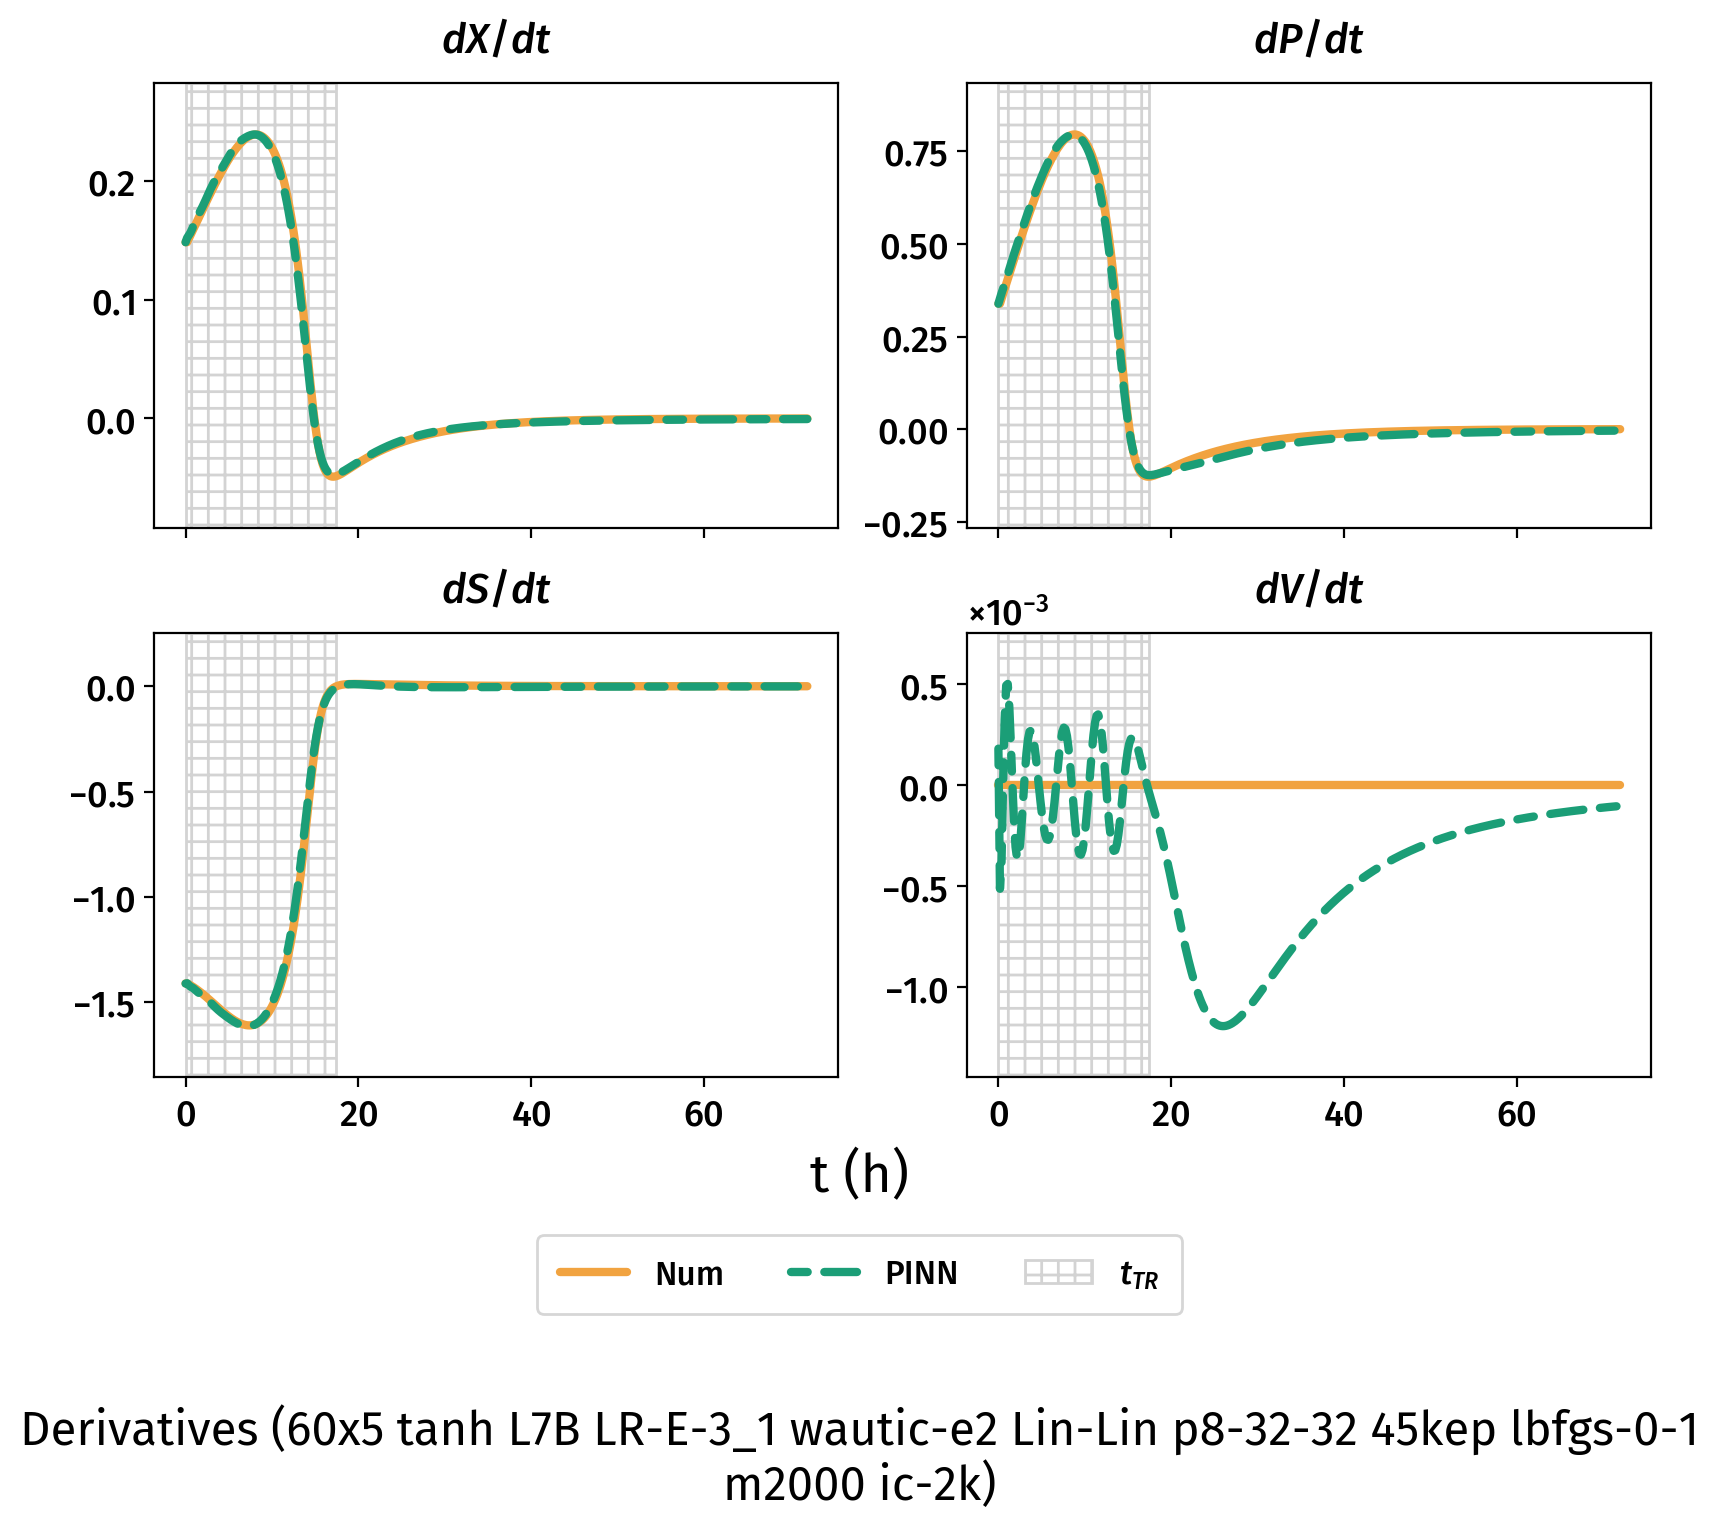 dX/dt
dP/dt
0.2
0.1
0.0
0.75
0.50
0.25
0.00
−0.25
dS/dt
dV/dt
×10⁻³
0.0
−0.5
−1.0
−1.5
0.5
0.0
−0.5
−1.0
0 20 40 60
0 20 40 60
t (h)
Num PINN t_TR
Derivatives (60x5 tanh L7B LR-E-3_1 wautic-e2 Lin-Lin p8-32-32 45kep lbfgs-0-1
m2000 ic-2k)